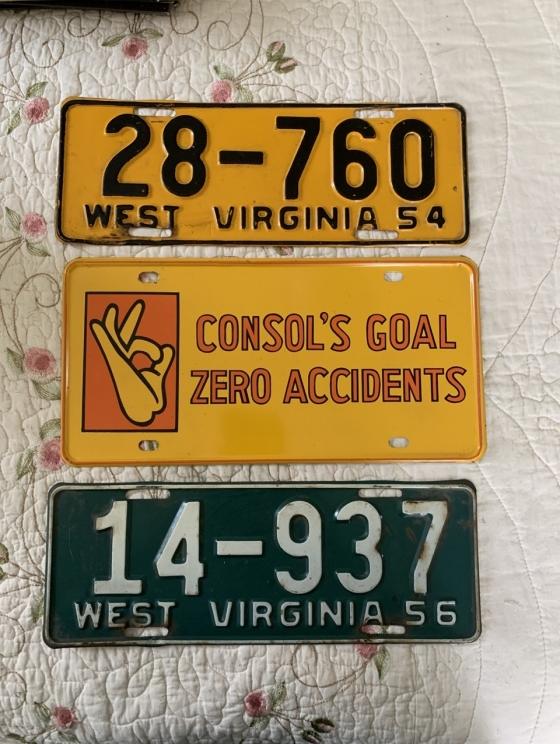 28-760
WEST VIRGINIA 54
CONSOL'S GOAL
ZERO ACCIDENTS
14-937
WEST VIRGINIA 56